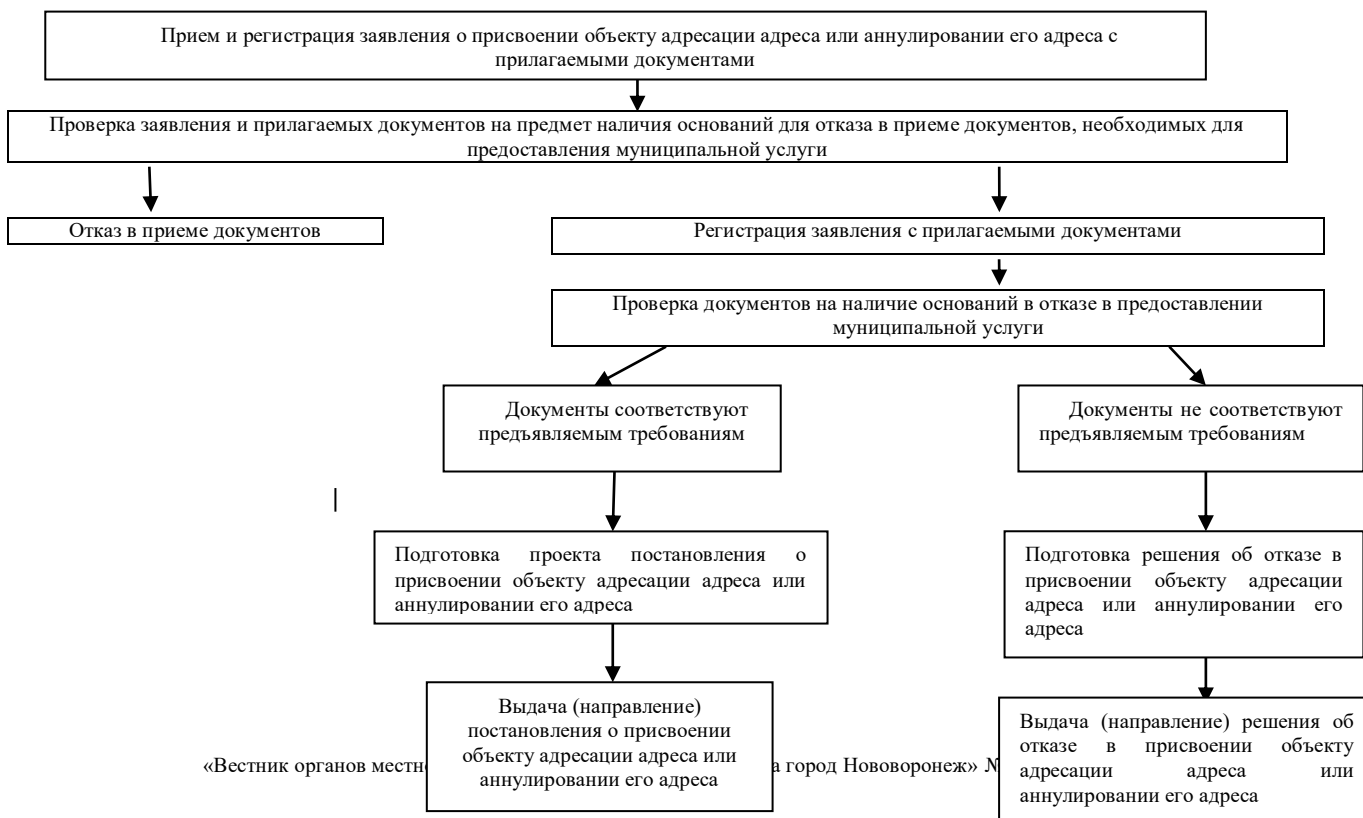 Прием и регистрация заявления о присвоении объекту адресации адреса или аннулировании его адреса с
прилагаемыми документами
Проверка заявления и прилагаемых документов на предмет наличия оснований для отказа в приеме документов, необходимых для
предоставления муниципальной услуги
Отказ в приеме документов
Регистрация заявления с прилагаемыми документами
Проверка документов на наличие оснований в отказе в предоставлении
муниципальной услуги
Документы соответствуют
предъявляемым требованиям
Документы не соответствуют
предъявляемым требованиям
Подготовка проекта постановления о
присвоении объекту адресации адреса или
аннулировании его адреса
Подготовка решения об отказе в
присвоении объекту адресации
адреса или аннулировании его
адреса
Выдача (направление)
постановления о присвоении
объекту адресации адреса или
аннулировании его адреса
Выдача (направление) решения об
отказе в присвоении объекту
адресации адреса или
аннулировании его адреса
«Вестник органов а город Нововоронеж»